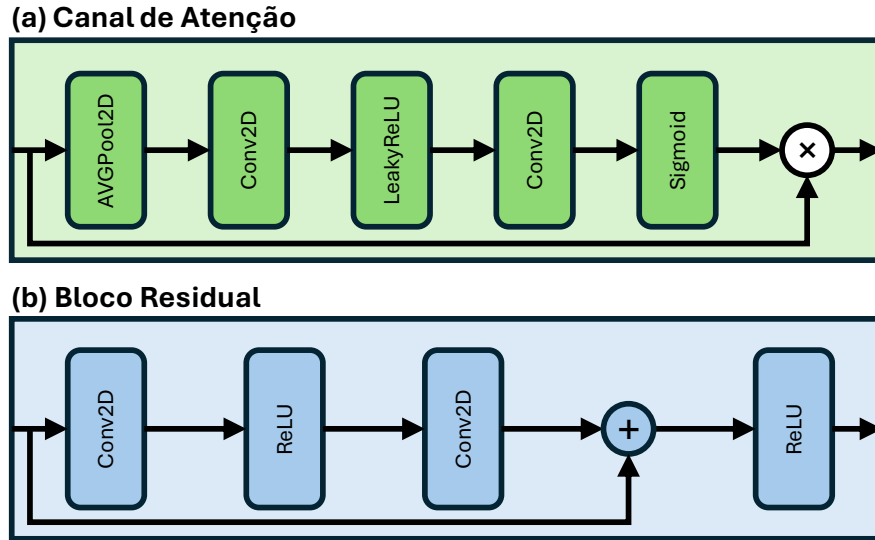 (a) Canal de Atenção
AVGPool2D
Conv2D
LeakyReLU
Conv2D
Sigmoid
×
(b) Bloco Residual
Conv2D
ReLU
Conv2D
+
ReLU